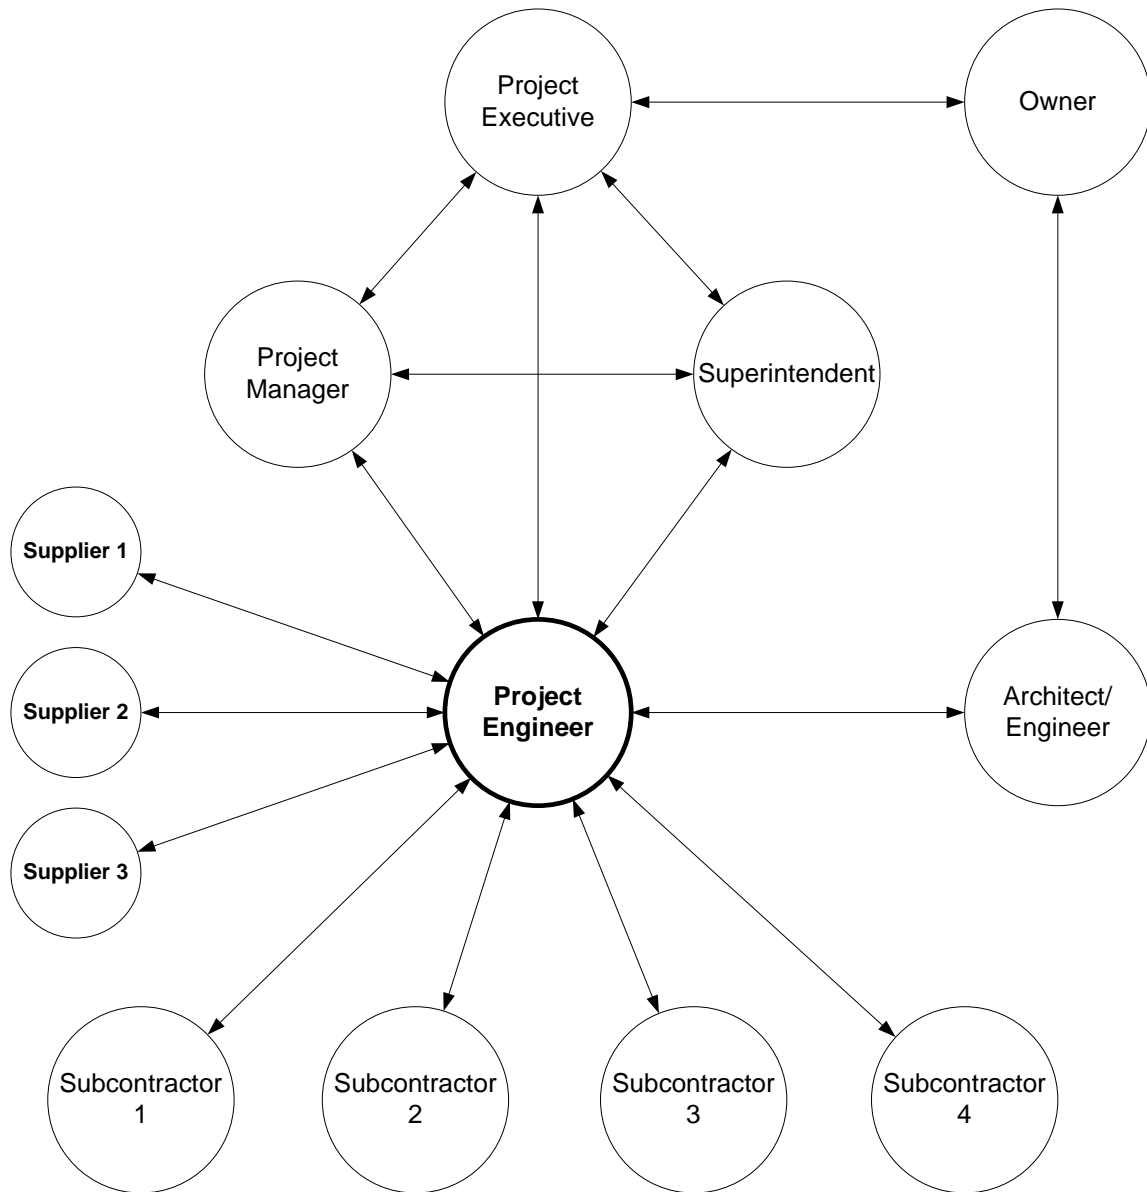 Project
Executive
Owner
Project
Manager
Superintendent
Supplier 1
Supplier 2
Supplier 3
Project
Engineer
Architect/
Engineer
Subcontractor
1
Subcontractor
2
Subcontractor
3
Subcontractor
4